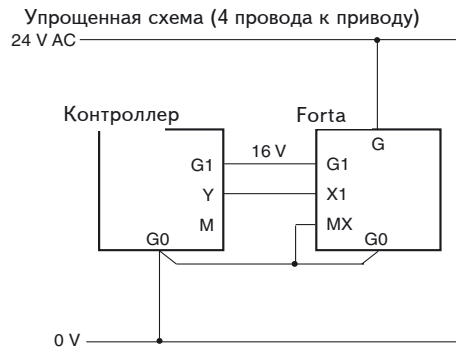 Упрощенная схема (4 провода к приводу)
24 V AC
Контроллер
Forta
G
G1
16 V
G1
Y
X1
M
MX
G0
G0
0 V